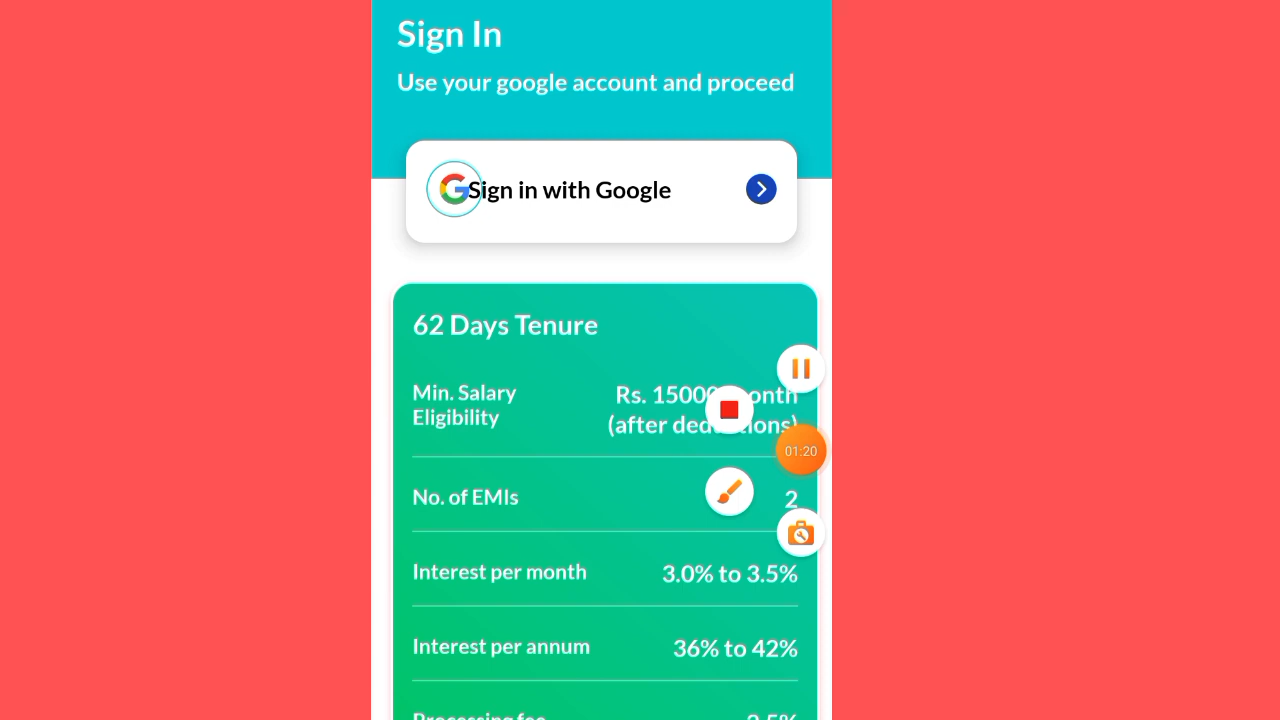 Sign In
Use your google account and proceed
Sign in with Google
62 Days Tenure
Min. Salary
Eligibility
Rs. 15000
(after
01:20
No. of EMIs
2
Interest per month
3.0% to 3.5%
Interest per annum
36% to 42%